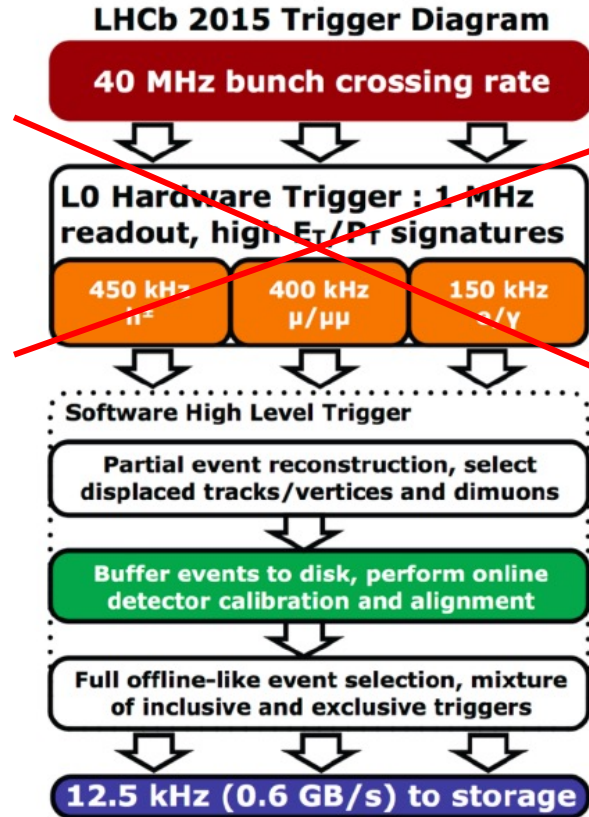 LHCb 2015 Trigger Diagram
40 MHz bunch crossing rate
L0 Hardware Trigger : 1 MHz
readout, high E_T/P_T signatures
450 kHz
h±
400 kHz
μ/μμ
150 kHz
e/γ
Software High Level Trigger
Partial event reconstruction, select
displaced tracks/vertices and dimuons
Buffer events to disk, perform online
detector calibration and alignment
Full offline-like event selection, mixture
of inclusive and exclusive triggers
12.5 kHz (0.6 GB/s) to storage